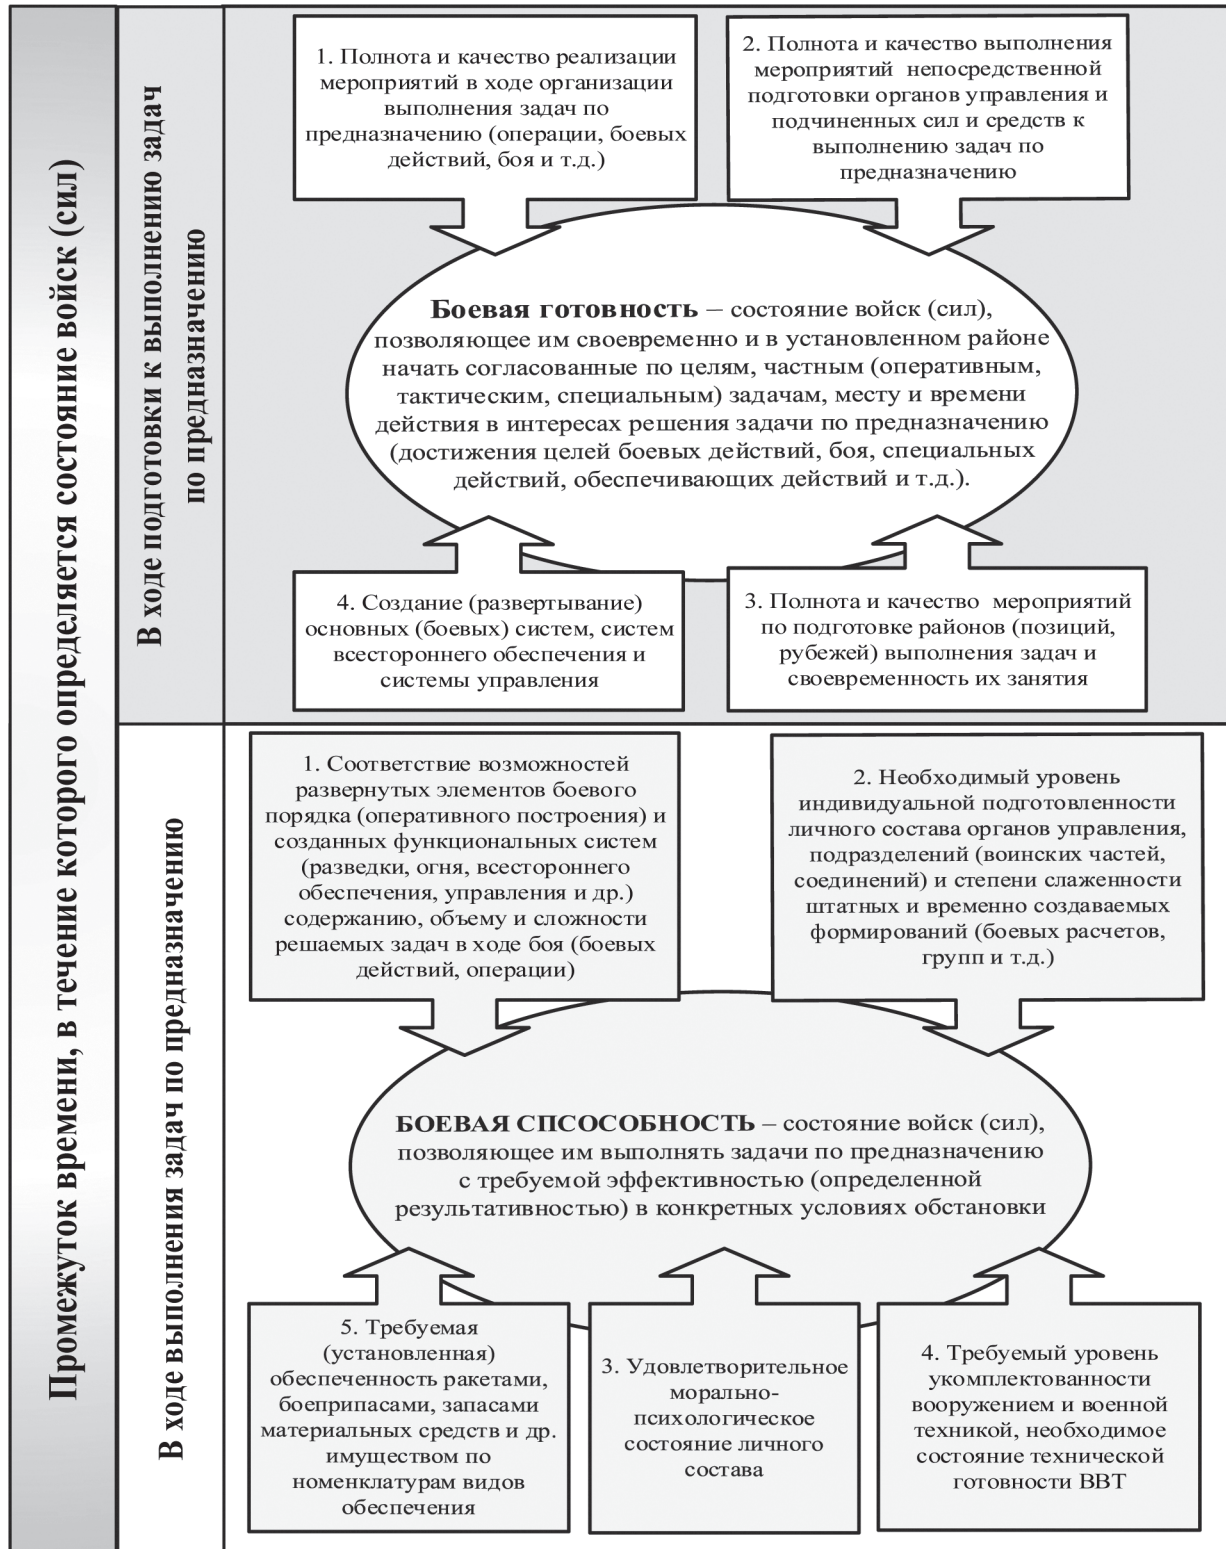 Промежуток времени, в течение которого определяется состояние войск (сил)
В ходе подготовки к выполнению задач
по предназначению
1. Полнота и качество реализации
мероприятий в ходе организации
выполнения задач по
предназначению (операции, боевых
действий, боя и т.д.)
2. Полнота и качество выполнения
мероприятий непосредственной
подготовки органов управления и
подчиненных сил и средств к
выполнению задач по
предназначению
Боевая готовность – состояние войск (сил),
позволяющее им своевременно и в установленном районе
начать согласованные по целям, частным (оперативным,
тактическим, специальным) задачам, месту и времени
действия в интересах решения задачи по предназначению
(достижения целей боевых действий, боя, специальных
действий, обеспечивающих действий и т.д.).
4. Создание (развертывание)
основных (боевых) систем, систем
всестороннего обеспечения и
системы управления
3. Полнота и качество мероприятий
по подготовке районов (позиций,
рубежей) выполнения задач и
своевременность их занятия
В ходе выполнения задач по предназначению
1. Соответствие возможностей
развернутых элементов боевого
порядка (оперативного построения) и
созданных функциональных систем
(разведки, огня, всестороннего
обеспечения, управления и др.)
содержанию, объему и сложности
решаемых задач в ходе боя (боевых
действий, операции)
2. Необходимый уровень
индивидуальной подготовленности
личного состава органов управления,
подразделений (воинских частей,
соединений) и степени слаженности
штатных и временно создаваемых
формирований (боевых расчетов,
групп и т.д.)
БОЕВАЯ СПСОСОБНОСТЬ – состояние войск (сил),
позволяющее им выполнять задачи по предназначению
с требуемой эффективностью (определенной
результативностью) в конкретных условиях обстановки
5. Требуемая
(установленная)
обеспеченность ракетами,
боеприпасами, запасами
материальных средств и др.
имуществом по
номенклатурам видов
обеспечения
3. Удовлетворительное
морально-
психологическое
состояние личного
состава
4. Требуемый уровень
укомплектованности
вооружением и военной
техникой, необходимое
состояние технической
готовности ВВТ